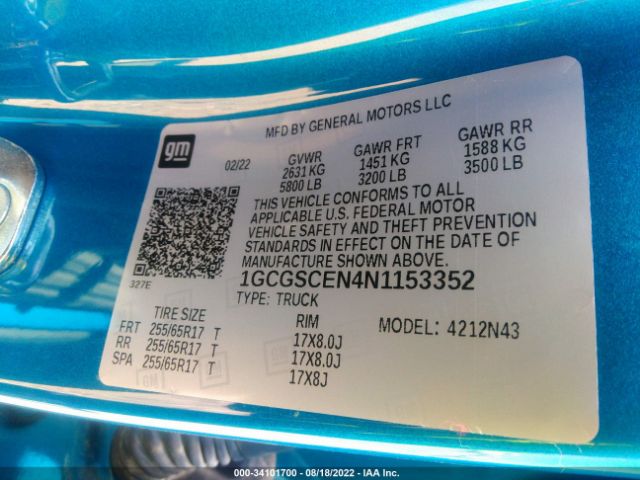 MFD BY GENERAL MOTORS LLC
gm
02/22 GVWR GAWR FRT GAWR RR
2631 KG 1451 KG 1588 KG
5800 LB 3200 LB 3500 LB
THIS VEHICLE CONFORMS TO ALL
APPLICABLE U.S. FEDERAL MOTOR
VEHICLE SAFETY AND THEFT PREVENTION
STANDARDS IN EFFECT ON THE DATE OF
MANUFACTURE SHOWN ABOVE.
327E
1GCGSCEN4N1153352
TYPE: TRUCK
TIRE SIZE RIM MODEL: 4212N43
FRT 255/65R17 T 17X8.0J
RR 255/65R17 T 17X8.0J
SPA 255/65R17 T 17X8J
000-34101700 - 08/18/2022 - IAA Inc.